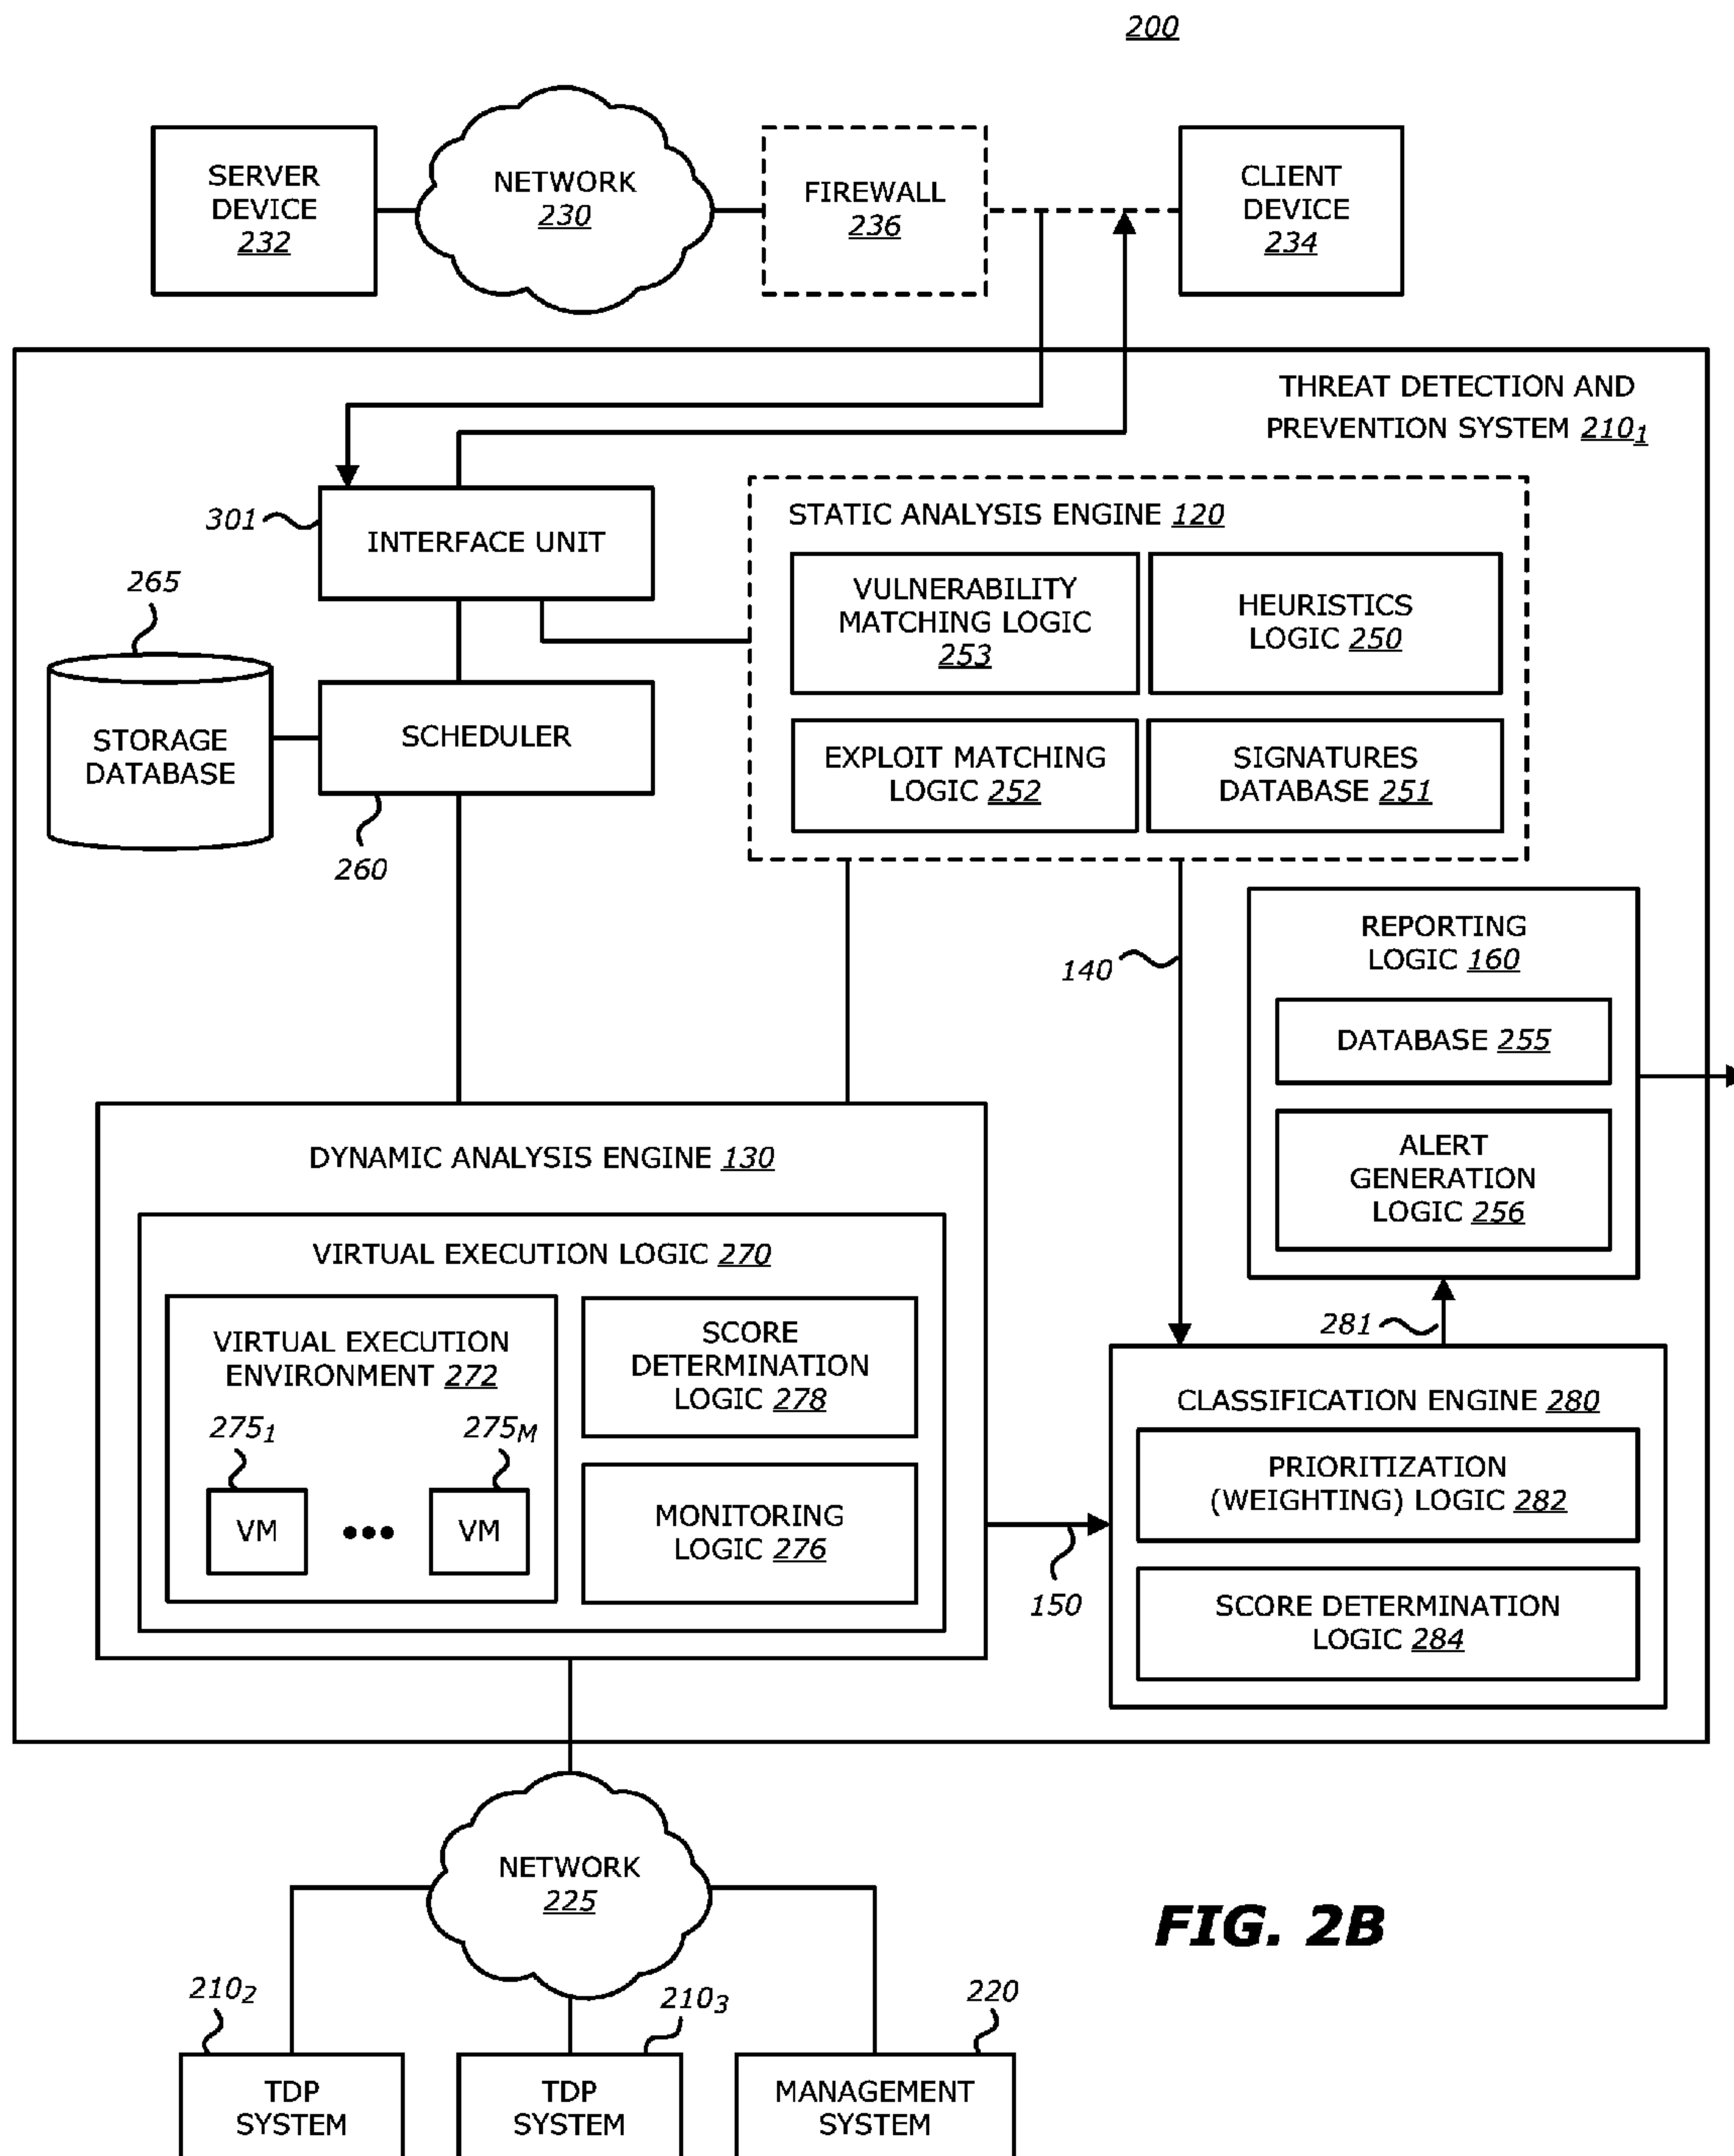 200
SERVER
DEVICE
232
NETWORK
230
FIREWALL
236
CLIENT
DEVICE
234
THREAT DETECTION AND
PREVENTION SYSTEM 210₁
301
INTERFACE UNIT
STATIC ANALYSIS ENGINE 120
VULNERABILITY
MATCHING LOGIC
253
HEURISTICS
LOGIC 250
265
STORAGE
DATABASE
SCHEDULER
260
EXPLOIT MATCHING
LOGIC 252
SIGNATURES
DATABASE 251
140
REPORTING
LOGIC 160
DATABASE 255
ALERT
GENERATION
LOGIC 256
281
DYNAMIC ANALYSIS ENGINE 130
VIRTUAL EXECUTION LOGIC 270
VIRTUAL EXECUTION
ENVIRONMENT 272
275₁
275M
VM
VM
SCORE
DETERMINATION
LOGIC 278
MONITORING
LOGIC 276
150
CLASSIFICATION ENGINE 280
PRIORITIZATION
(WEIGHTING) LOGIC 282
SCORE DETERMINATION
LOGIC 284
NETWORK
225
FIG. 2B
210₂
TDP
SYSTEM
210₃
TDP
SYSTEM
220
MANAGEMENT
SYSTEM